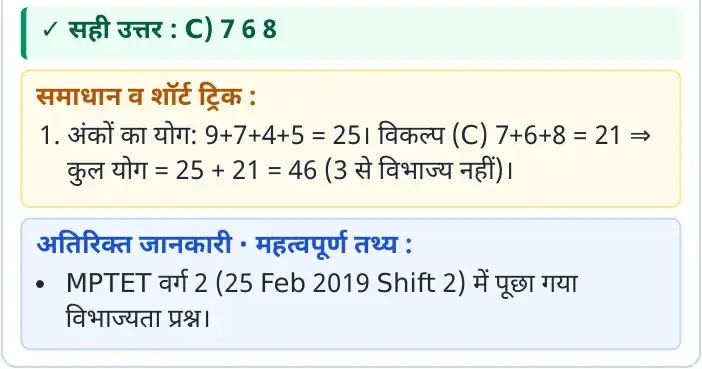 ✓ सही उत्तर : C) 7 6 8
समाधान व शॉर्ट ट्रिक :
1. अंकों का योग: 9+7+4+5 = 25। विकल्प (C) 7+6+8 = 21 ⇒
कुल योग = 25 + 21 = 46 (3 से विभाज्य नहीं)।
अतिरिक्त जानकारी · महत्वपूर्ण तथ्य :
• MPTET वर्ग 2 (25 Feb 2019 Shift 2) में पूछा गया
विभाज्यता प्रश्न।